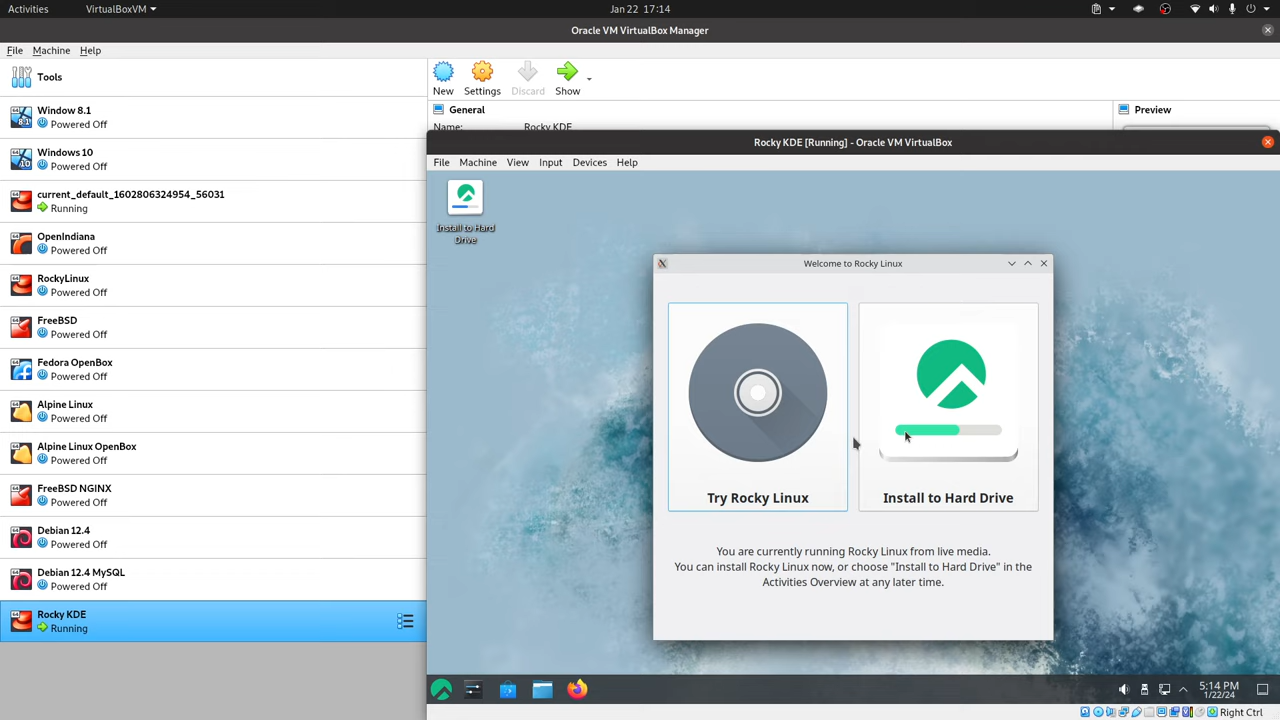 Activities
VirtualBoxVM
Jan 22 17:14
Oracle VM VirtualBox Manager
File Machine Help
Tools
New Settings Discard Show
Window 8.1
Powered Off
Windows 10
Powered Off
current_default_1602806324954_56031
Running
OpenIndiana
Powered Off
RockyLinux
Powered Off
FreeBSD
Powered Off
Fedora OpenBox
Powered Off
Alpine Linux
Powered Off
Alpine Linux OpenBox
Powered Off
FreeBSD NGINX
Powered Off
Debian 12.4
Powered Off
Debian 12.4 MySQL
Powered Off
Rocky KDE
Running
General
Preview
Name: Rocky KDE
Rocky KDE [Running] - Oracle VM VirtualBox
File Machine View Input Devices Help
Install to Hard
Drive
Welcome to Rocky Linux
Try Rocky Linux
Install to Hard Drive
You are currently running Rocky Linux from live media.
You can install Rocky Linux now, or choose "Install to Hard Drive" in the
Activities Overview at any later time.
5:14 PM
1/22/24
Right Ctrl